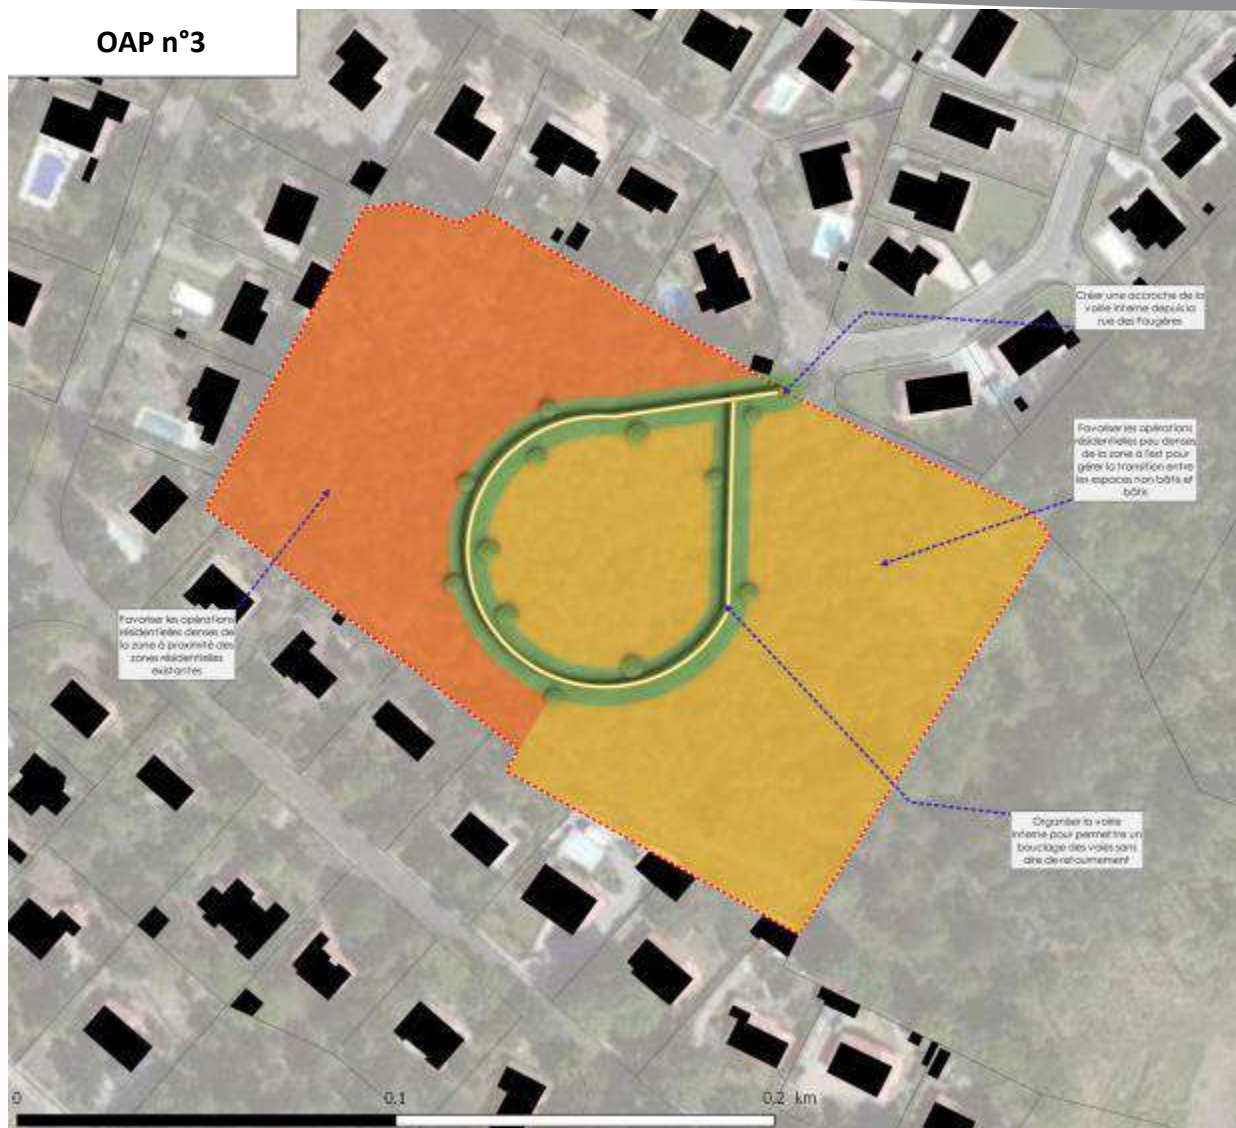 OAP n°3
Créer une accroche de la
voirie interne depuis la
rue des Fougères
Favoriser les opérations
résidentielles peu denses
de la zone à l'est pour
gérer la transition entre
les espaces non bâtis et
bâtis
Favoriser les opérations
résidentielles denses de
la zone à proximité des
zones résidentielles
existantes
Organiser la voirie
interne pour permettre un
bouclage des voies sans
aire de retournement
0 0,1 0,2 km